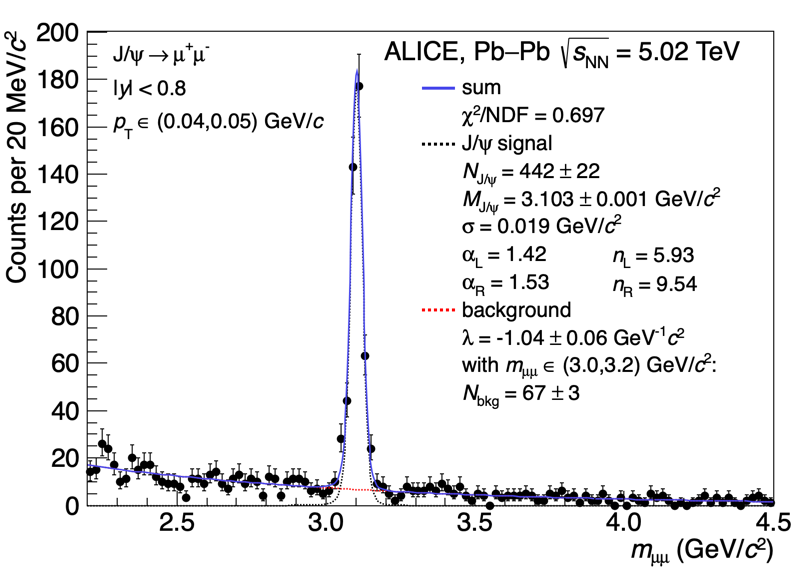 J/ψ → μ⁺μ⁻
|y| < 0.8
p_T ∈ (0.04,0.05) GeV/c
ALICE, Pb–Pb √s_NN = 5.02 TeV
sum
χ²/NDF = 0.697
J/ψ signal
N_J/ψ = 442 ± 22
M_J/ψ = 3.103 ± 0.001 GeV/c²
σ = 0.019 GeV/c²
α_L = 1.42 n_L = 5.93
α_R = 1.53 n_R = 9.54
background
λ = -1.04 ± 0.06 GeV⁻¹c²
with m_μμ ∈ (3.0,3.2) GeV/c²:
N_bkg = 67 ± 3
Counts per 20 MeV/c²
200
180
160
140
120
100
80
60
40
20
0
2.5 3.0 3.5 4.0 4.5
m_μμ (GeV/c²)